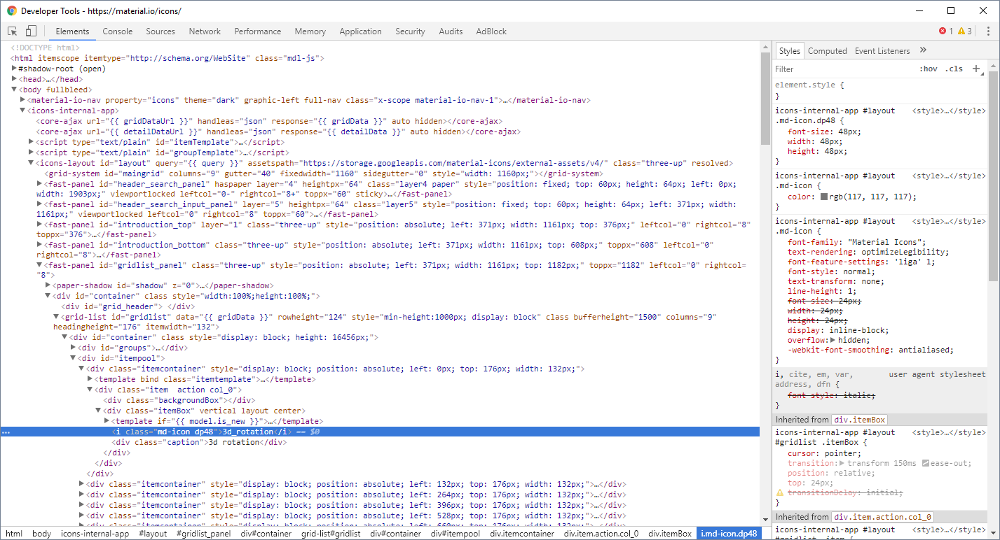 Developer Tools - https://material.io/icons/
Elements Console Sources Network Performance Memory Application Security Audits AdBlock 1 3
<!DOCTYPE html>
<html itemscope itemtype="http://schema.org/WebSite" class="mdl-js">
#shadow-root (open)
<head>…</head>
<body fullbleed>
<material-io-nav property="icons" theme="dark" graphic-left full-nav class="x-scope material-io-nav-1">…</material-io-nav>
<icons-internal-app>
<core-ajax url="{{ gridDataUrl }}" handleas="json" response="{{ gridData }}" auto hidden></core-ajax>
<core-ajax url="{{ detailDataUrl }}" handleas="json" response="{{ detailData }}" auto hidden></core-ajax>
<script type="text/plain" id="itemTemplate">…</script>
<script type="text/plain" id="groupTemplate">…</script>
<icons-layout id="layout" query="{{ query }}" assetspath="https://storage.googleapis.com/material-icons/external-assets/v4/" class="three-up" resolved>
<grid-system id="maingrid" columns="9" gutter="40" fixedwidth="1160" sidegutter="0" style="width: 1160px;"></grid-system>
<fast-panel id="header_search_panel" haspaper layer="4" heightpx="64" class="layer4 paper" style="position: fixed; top: 60px; height: 64px; left: 0px;
width: 1903px;" viewportlocked leftcol="0-" rightcol="8+" toppx="60" sticky>…</fast-panel>
<fast-panel id="header_search_input_panel" layer="5" heightpx="64" class="layer5" style="position: fixed; top: 60px; height: 64px; left: 371px; width:
1161px;" viewportlocked leftcol="0" rightcol="8" toppx="60">…</fast-panel>
<fast-panel id="introduction_top" layer="1" class="three-up" style="position: absolute; left: 371px; width: 1161px; top: 376px;" leftcol="0" rightcol="8"
toppx="376">…</fast-panel>
<fast-panel id="introduction_bottom" class="three-up" style="position: absolute; left: 371px; width: 1161px; top: 608px;" toppx="608" leftcol="0"
rightcol="8">…</fast-panel>
<fast-panel id="gridlist_panel" class="three-up" style="position: absolute; left: 371px; width: 1161px; top: 1182px;" toppx="1182" leftcol="0" rightcol=
"8">
<paper-shadow id="shadow" z="0">…</paper-shadow>
<div id="container" class style="width:100%;height:100%;">
<div id="grid_header"> </div>
<grid-list id="gridlist" data="{{ gridData }}" rowheight="124" style="min-height:1000px; display: block" class bufferheight="1500" columns="9"
headingheight="176" itemwidth="132">
<div id="container" class style="display: block; height: 16456px;">
<div id="groups">…</div>
<div id="itempool">
<div class="itemcontainer" style="display: block; position: absolute; left: 0px; top: 176px; width: 132px;">
<template bind class="itemtemplate">…</template>
<div class="item  action col_0">
<div class="backgroundBox"></div>
<div class="itemBox" vertical layout center>
<template if="{{ model.is_new }}">…</template>
<i class="md-icon dp48">3d_rotation</i> == $0
<div class="caption">3d rotation</div>
</div>
</div>
</div>
<div class="itemcontainer" style="display: block; position: absolute; left: 132px; top: 176px; width: 132px;">…</div>
<div class="itemcontainer" style="display: block; position: absolute; left: 264px; top: 176px; width: 132px;">…</div>
<div class="itemcontainer" style="display: block; position: absolute; left: 396px; top: 176px; width: 132px;">…</div>
<div class="itemcontainer" style="display: block; position: absolute; left: 528px; top: 176px; width: 132px;">…</div>
<div class="itemcontainer" style="display: block; position: absolute; left: 660px; top: 176px; width: 132px;">…</div>
html body icons-internal-app #layout #gridlist_panel div#container grid-list#gridlist div#container div#itempool div.itemcontainer div.item.action.col_0 div.itemBox i.md-icon.dp48
Styles Computed Event Listeners »
Filter :hov .cls +
element.style {
}
icons-internal-app #layout <style>…</style>
.md-icon.dp48 {
font-size: 48px;
width: 48px;
height: 48px;
}
icons-internal-app #layout <style>…</style>
.md-icon {
color: rgb(117, 117, 117);
}
icons-internal-app #layout <style>…</style>
.md-icon {
font-family: "Material Icons";
text-rendering: optimizeLegibility;
font-feature-settings: 'liga' 1;
font-style: normal;
text-transform: none;
line-height: 1;
font-size: 24px;
width: 24px;
height: 24px;
display: inline-block;
overflow: hidden;
-webkit-font-smoothing: antialiased;
}
i, cite, em, var, user agent stylesheet
address, dfn {
font-style: italic;
}
Inherited from div.itemBox
icons-internal-app #layout <style>…</style>
#gridlist .itemBox {
cursor: pointer;
transition: transform 150ms ease-out;
position: relative;
top: 24px;
transitionDelay: initial;
}
Inherited from div.item.action.col_0
icons-internal-app #layout <style>…</style>
#gridlist .item {